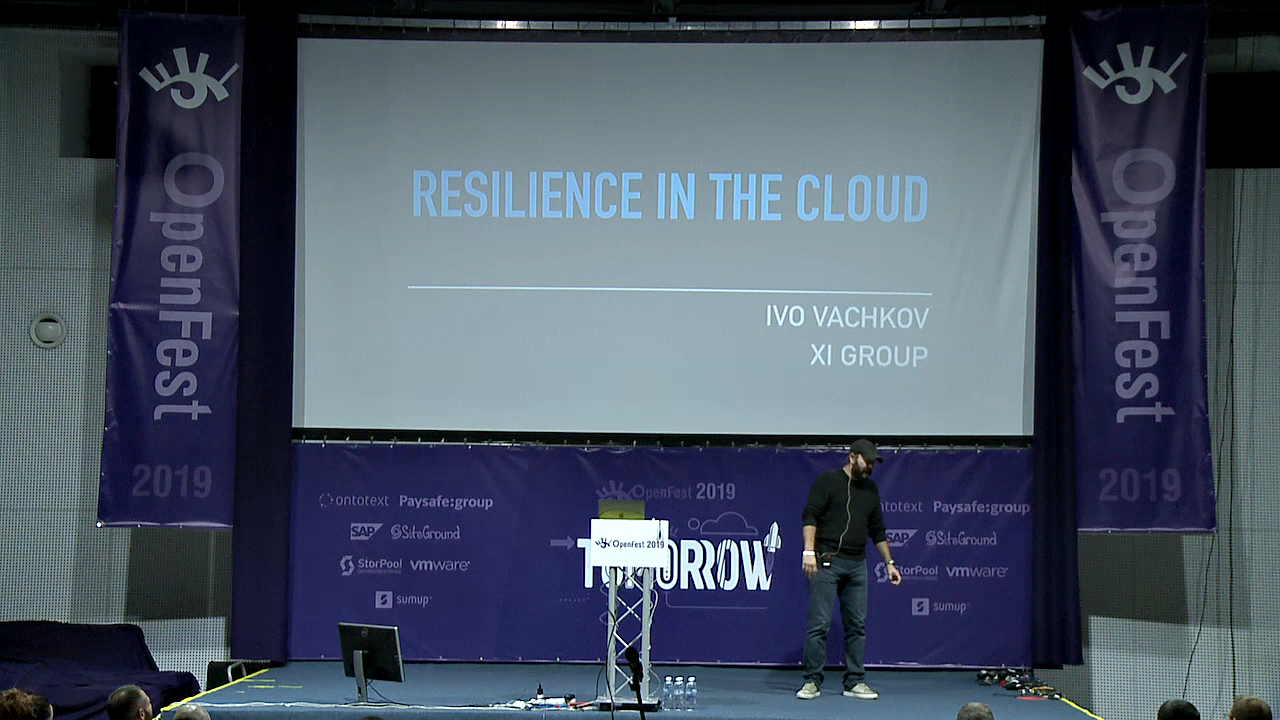 OpenFest
2019
RESILIENCE IN THE CLOUD
IVO VACHKOV
XI GROUP
OpenFest
2019
ontotext Paysafe:group
SAP SiteGround
StorPool vmware
sumup
OpenFest 2019
OpenFest 2019
ontotext Paysafe:group
SAP SiteGround
StorPool vmware
sumup